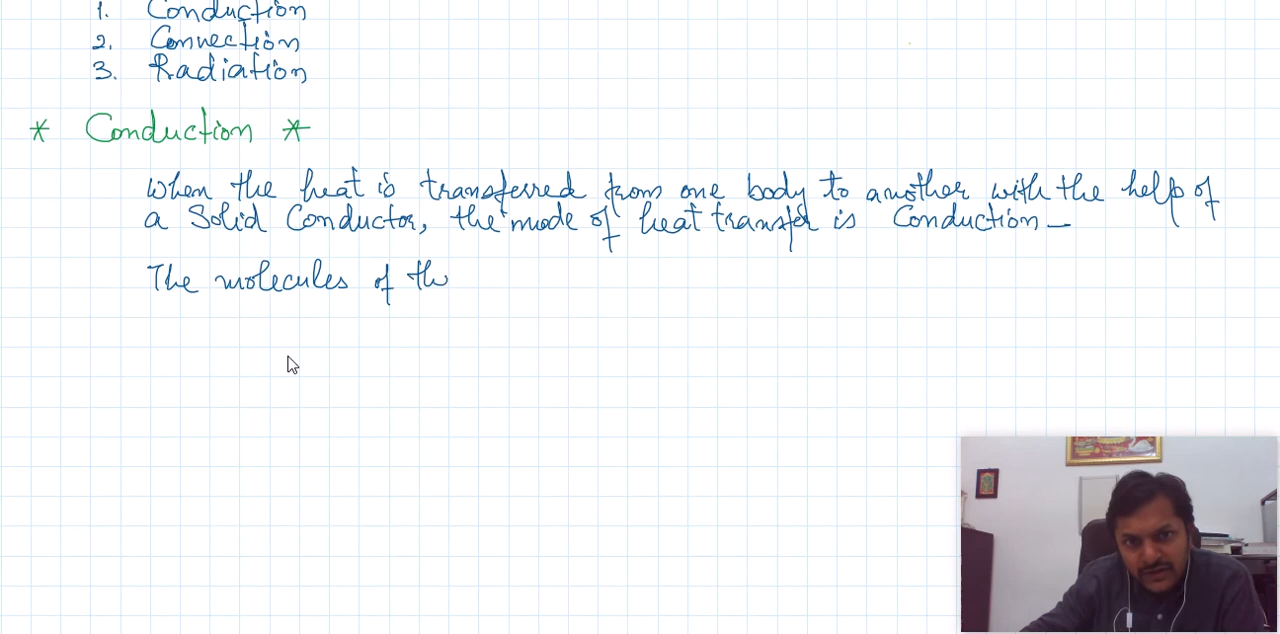 1. Conduction
2. Convection
3. Radiation
* Conduction *
When the heat is transferred from one body to another with the help of
a Solid Conductor, the mode of heat transfer is Conduction -
The molecules of the